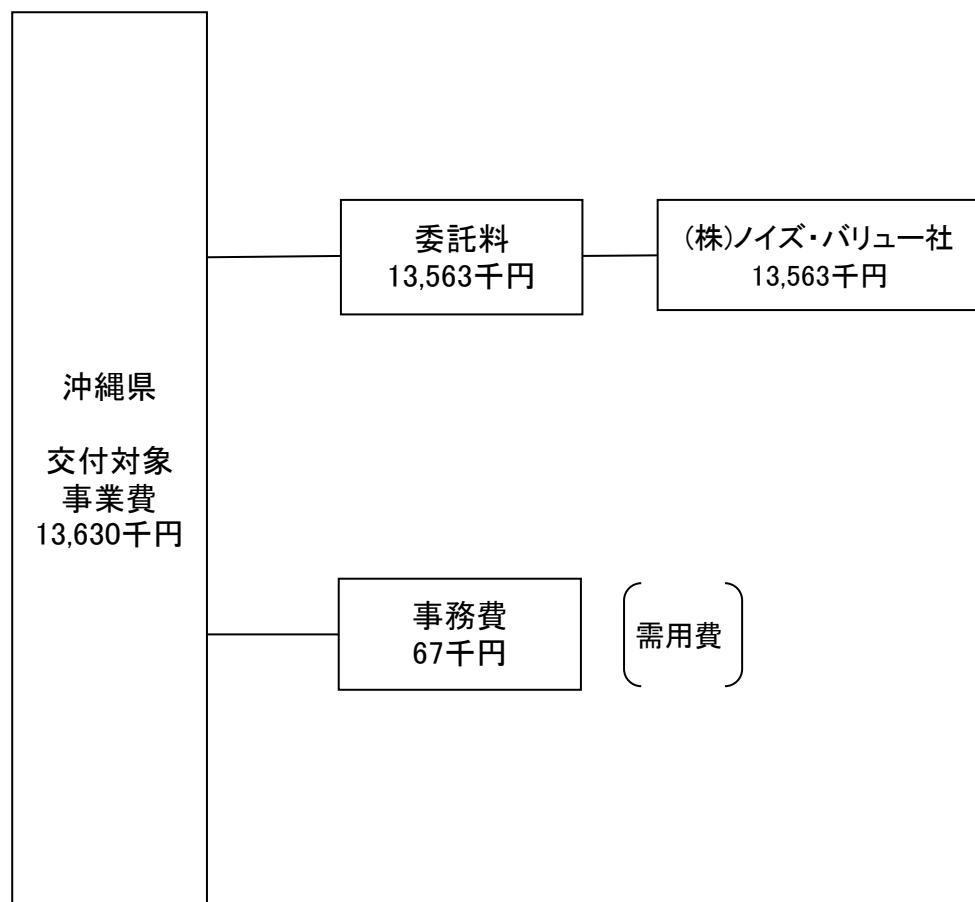 沖縄県
交付対象
事業費
13,630千円
委託料
13,563千円
(株)ノイズ・バリュー社
13,563千円
事務費
67千円
需用費